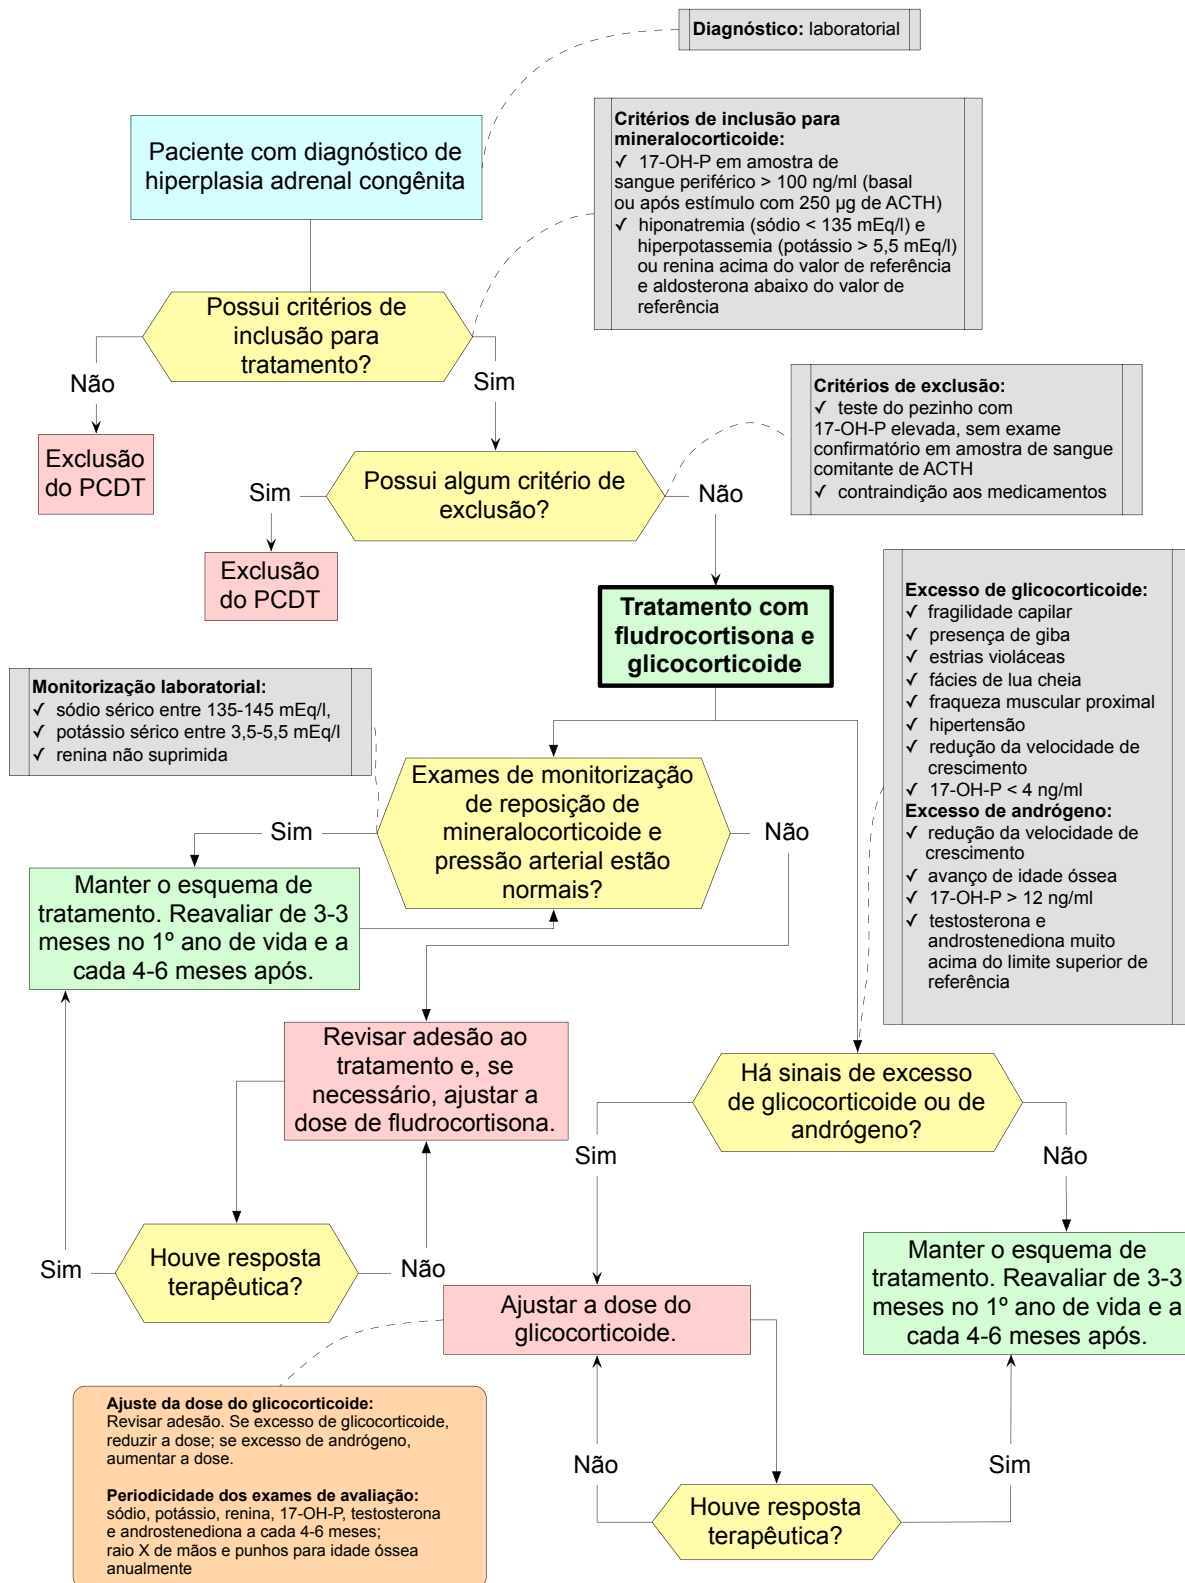 Diagnóstico: laboratorial
Paciente com diagnóstico de
hiperplasia adrenal congênita
Critérios de inclusão para
mineralocorticoide:
✓ 17-OH-P em amostra de
sangue periférico > 100 ng/ml (basal
ou após estímulo com 250 µg de ACTH)
✓ hiponatremia (sódio < 135 mEq/l) e
hiperpotassemia (potássio > 5,5 mEq/l)
ou renina acima do valor de referência
e aldosterona abaixo do valor de
referência
Possui critérios de
inclusão para
tratamento?
Não
Sim
Exclusão
do PCDT
Critérios de exclusão:
✓ teste do pezinho com
17-OH-P elevada, sem exame
confirmatório em amostra de sangue
comitante de ACTH
✓ contraindição aos medicamentos
Possui algum critério de
exclusão?
Sim
Não
Exclusão
do PCDT
Tratamento com
fludrocortisona e
glicocorticoide
Excesso de glicocorticoide:
✓ fragilidade capilar
✓ presença de giba
✓ estrias violáceas
✓ fácies de lua cheia
✓ fraqueza muscular proximal
✓ hipertensão
✓ redução da velocidade de
crescimento
✓ 17-OH-P < 4 ng/ml
Excesso de andrógeno:
✓ redução da velocidade de
crescimento
✓ avanço de idade óssea
✓ 17-OH-P > 12 ng/ml
✓ testosterona e
androstenediona muito
acima do limite superior de
referência
Monitorização laboratorial:
✓ sódio sérico entre 135-145 mEq/l,
✓ potássio sérico entre 3,5-5,5 mEq/l
✓ renina não suprimida
Exames de monitorização
de reposição de
mineralocorticoide e
pressão arterial estão
normais?
Sim
Não
Manter o esquema de
tratamento. Reavaliar de 3-3
meses no 1º ano de vida e a
cada 4-6 meses após.
Revisar adesão ao
tratamento e, se
necessário, ajustar a
dose de fludrocortisona.
Há sinais de excesso
de glicocorticoide ou de
andrógeno?
Sim
Não
Houve resposta
terapêutica?
Sim
Não
Manter o esquema de
tratamento. Reavaliar de 3-3
meses no 1º ano de vida e a
cada 4-6 meses após.
Ajustar a dose do
glicocorticoide.
Ajuste da dose do glicocorticoide:
Revisar adesão. Se excesso de glicocorticoide,
reduzir a dose; se excesso de andrógeno,
aumentar a dose.
Periodicidade dos exames de avaliação:
sódio, potássio, renina, 17-OH-P, testosterona
e androstenediona a cada 4-6 meses;
raio X de mãos e punhos para idade óssea
anualmente
Não
Sim
Houve resposta
terapêutica?